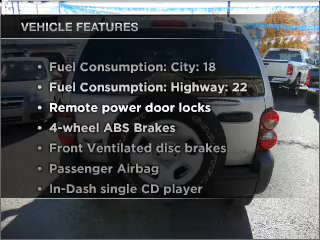 VEHICLE FEATURES
• Fuel Consumption: City: 18
• Fuel Consumption: Highway: 22
• Remote power door locks
• 4-wheel ABS Brakes
• Front Ventilated disc brakes
• Passenger Airbag
• In-Dash single CD player